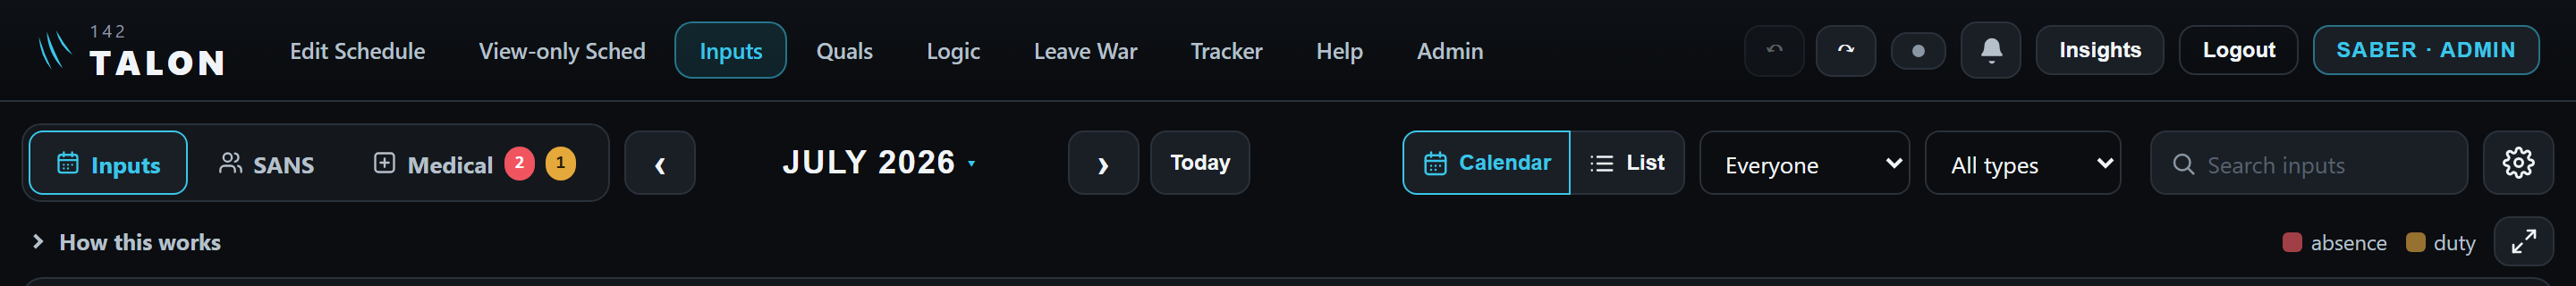 142
TALON
Edit Schedule View-only Sched Inputs Quals Logic Leave War Tracker Help Admin
Insights Logout SABER · ADMIN
Inputs SANS Medical 2 1
‹ JULY 2026 ▾ › Today
Calendar List Everyone All types Search inputs
How this works
absence duty